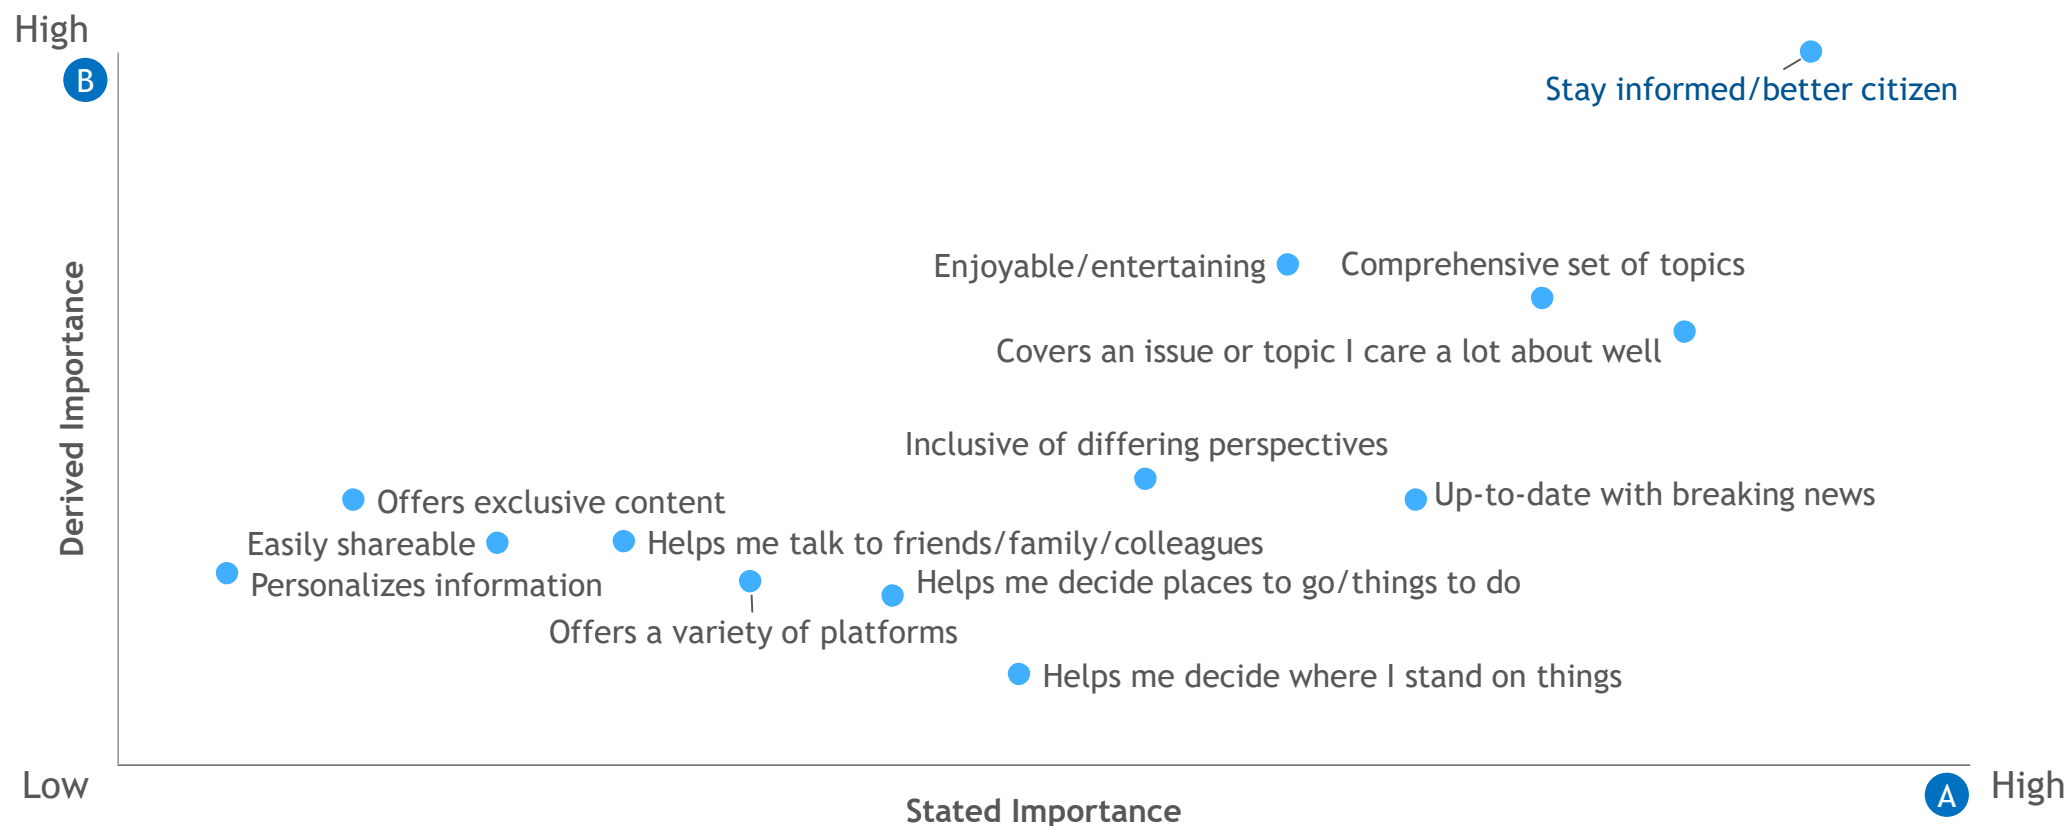 High
B
Stay informed/better citizen
Enjoyable/entertaining
Comprehensive set of topics
Covers an issue or topic I care a lot about well
Derived Importance
Inclusive of differing perspectives
Offers exclusive content
Up-to-date with breaking news
Easily shareable
Helps me talk to friends/family/colleagues
Personalizes information
Helps me decide places to go/things to do
Offers a variety of platforms
Helps me decide where I stand on things
Low
Stated Importance
A
High